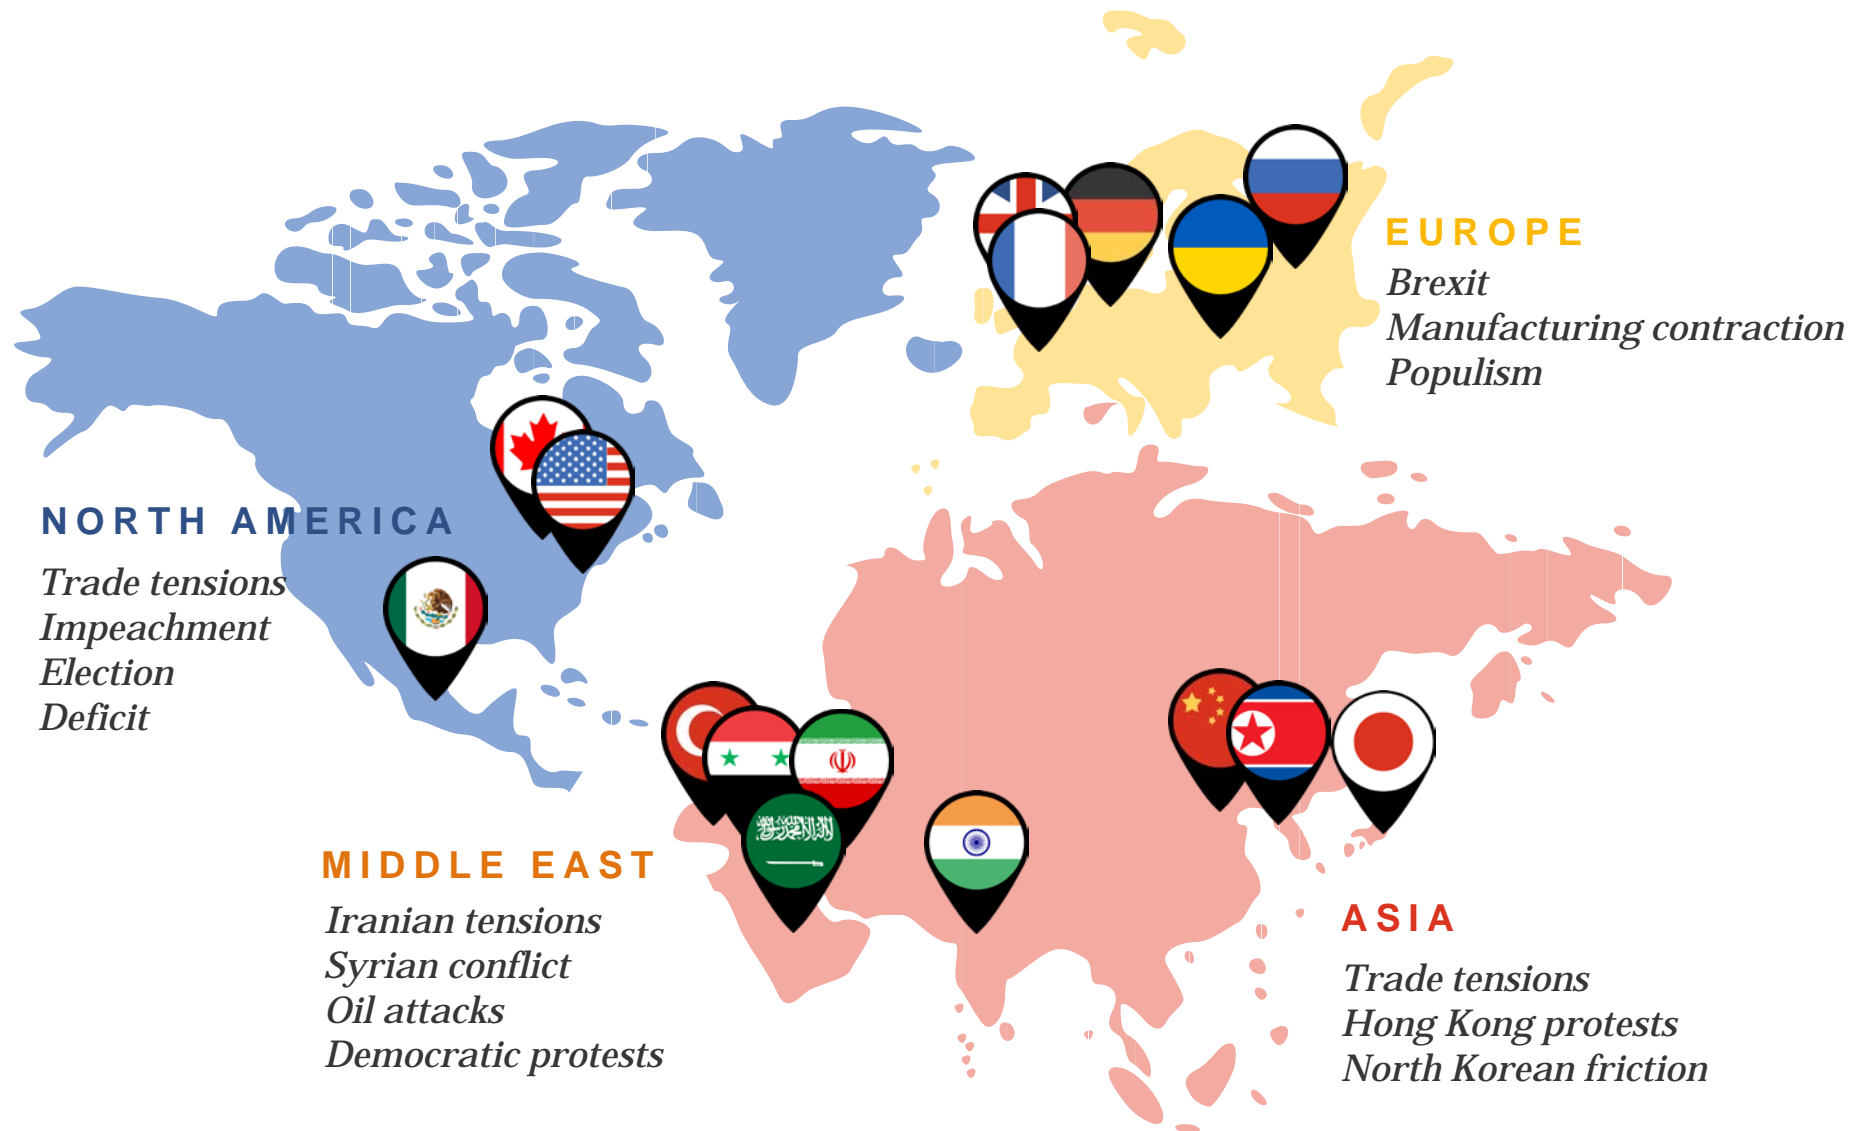 EUROPE
Brexit
Manufacturing contraction
Populism
NORTH AMERICA
Trade tensions
Impeachment
Election
Deficit
MIDDLE EAST
Iranian tensions
Syrian conflict
Oil attacks
Democratic protests
ASIA
Trade tensions
Hong Kong protests
North Korean friction